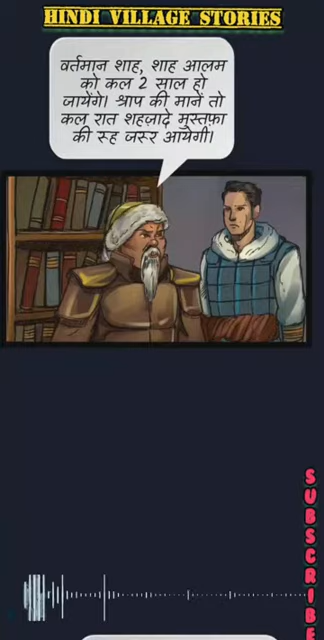 HINDI VILLAGE STORIES
वर्तमान शाह, शाह आलम
को कल 2 साल हो
जायेंगे। श्राप की मानें तो
कल रात शहज़ादे मुस्तफ़ा
की रूह जरूर आयेगी।
SUBSCRIBE